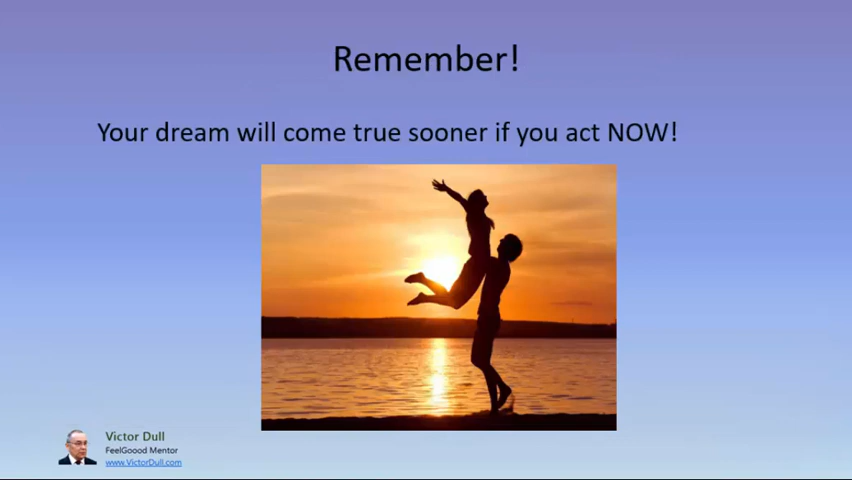 Remember!
Your dream will come true sooner if you act NOW!
Victor Dull
FeelGoood Mentor
www.VictorDull.com